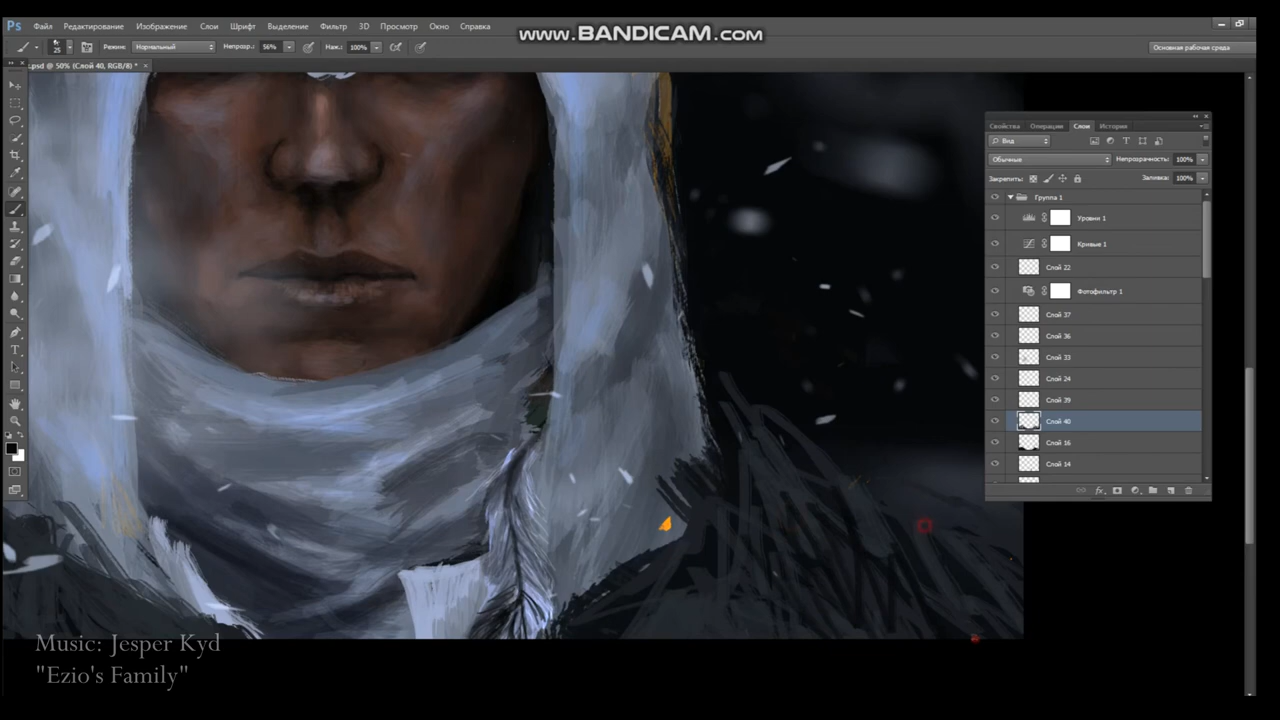 Ps Файл Редактирование Изображение Слои Шрифт Выделение Фильтр 3D Просмотр Окно Справка
www.BANDICAM.com
25 Режим: Нормальный Непрозр.: 56% Наж.: 100% Основная рабочая среда
.psd @ 50% (Слой 40, RGB/8) * ×
Свойства Операции Слои История
Вид
Обычные Непрозрачность: 100%
Закрепить: Заливка: 100%
Группа 1
Уровни 1
Кривые 1
Слой 22
Фотофильтр 1
Слой 37
Слой 36
Слой 33
Слой 24
Слой 39
Слой 40
Слой 16
Слой 14
fx
Music: Jesper Kyd
"Ezio's Family"